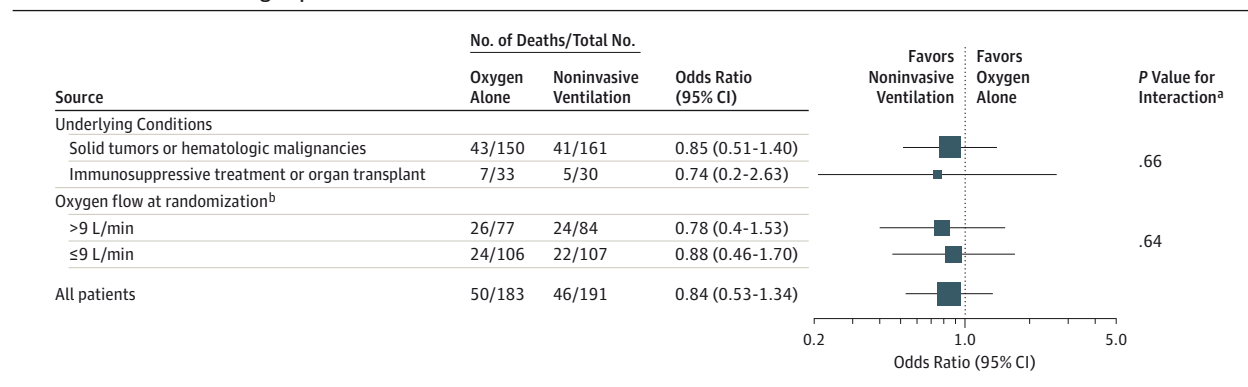 No. of Deaths/Total No.
Source
Oxygen Alone
Noninvasive Ventilation
Odds Ratio (95% CI)
Favors Noninvasive Ventilation
Favors Oxygen Alone
P Value for Interactionᵃ
Underlying Conditions
Solid tumors or hematologic malignancies 43/150 41/161 0.85 (0.51-1.40)
.66
Immunosuppressive treatment or organ transplant 7/33 5/30 0.74 (0.2-2.63)
Oxygen flow at randomizationᵇ
>9 L/min 26/77 24/84 0.78 (0.4-1.53)
.64
≤9 L/min 24/106 22/107 0.88 (0.46-1.70)
All patients 50/183 46/191 0.84 (0.53-1.34)
0.2 1.0 5.0
Odds Ratio (95% CI)